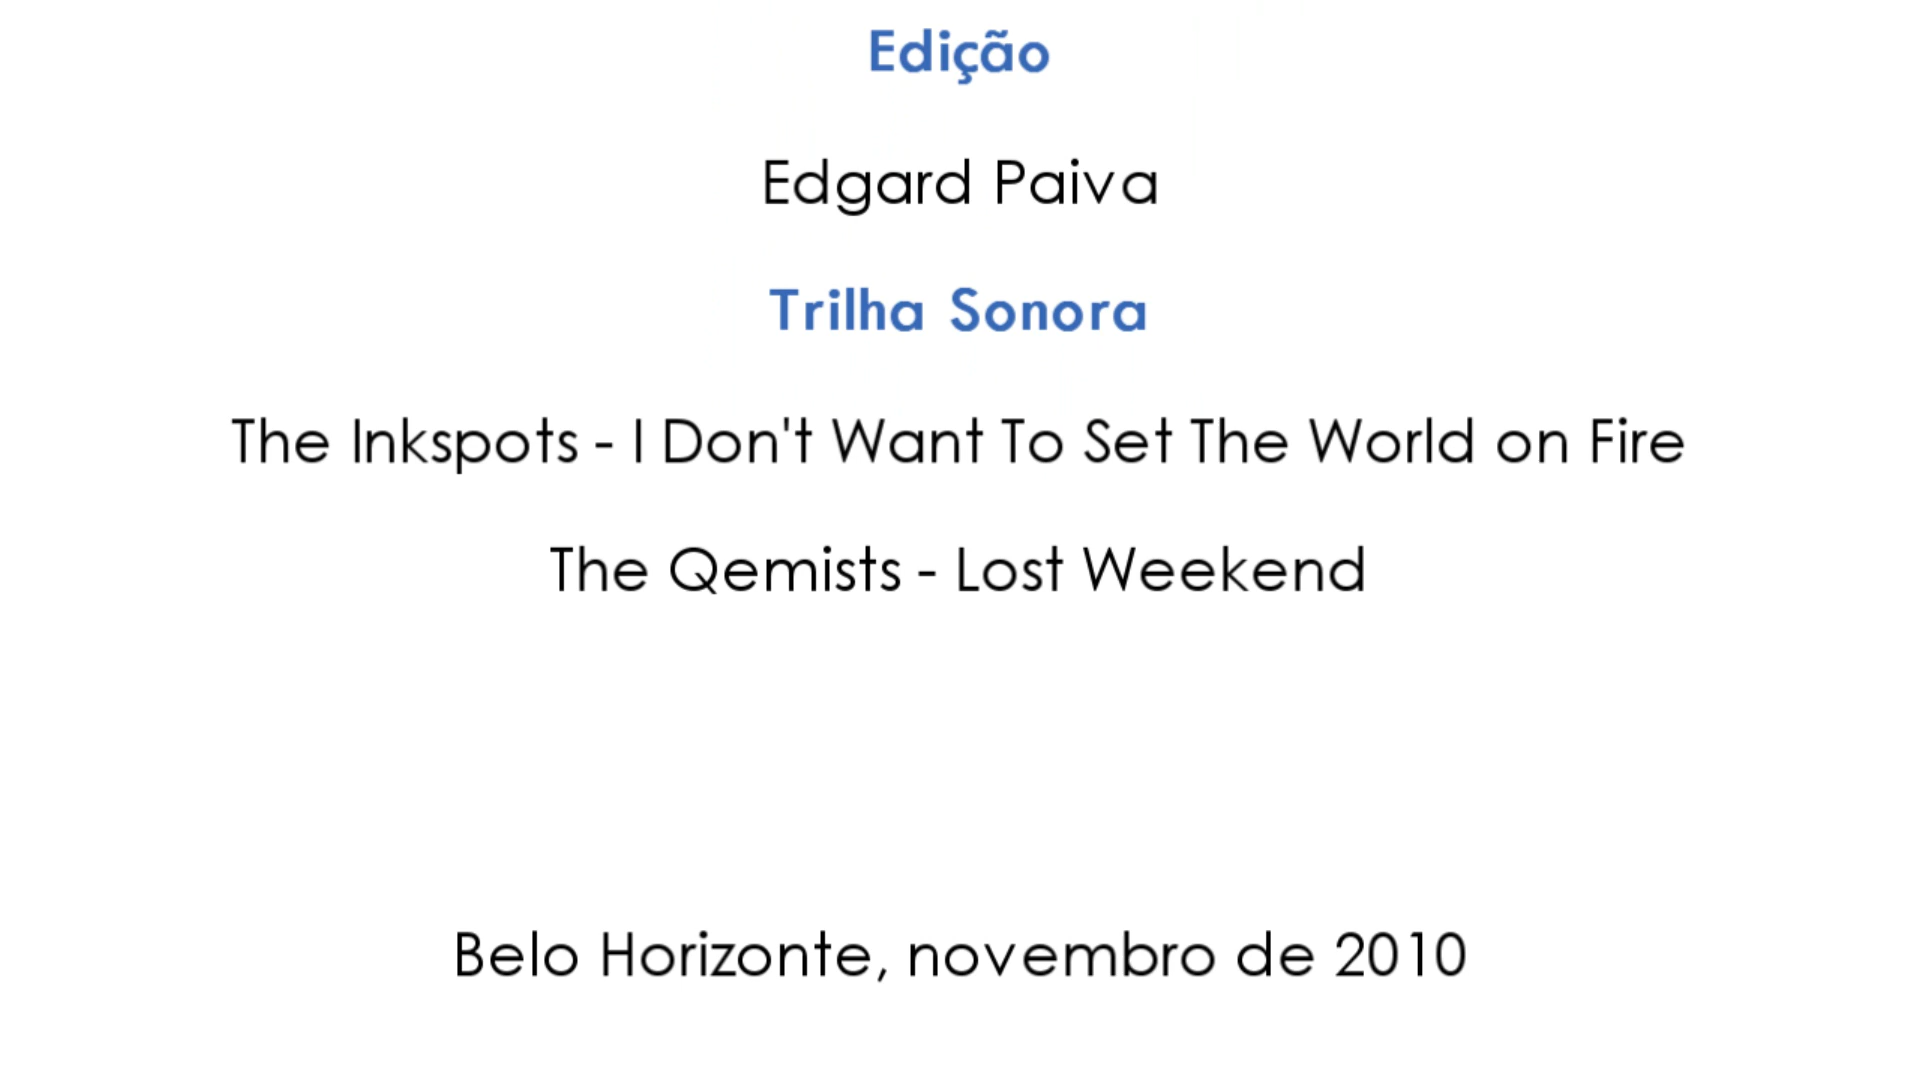 Edição
Edgard Paiva
Trilha Sonora
The Inkspots - I Don't Want To Set The World on Fire
The Qemists - Lost Weekend
Belo Horizonte, novembro de 2010